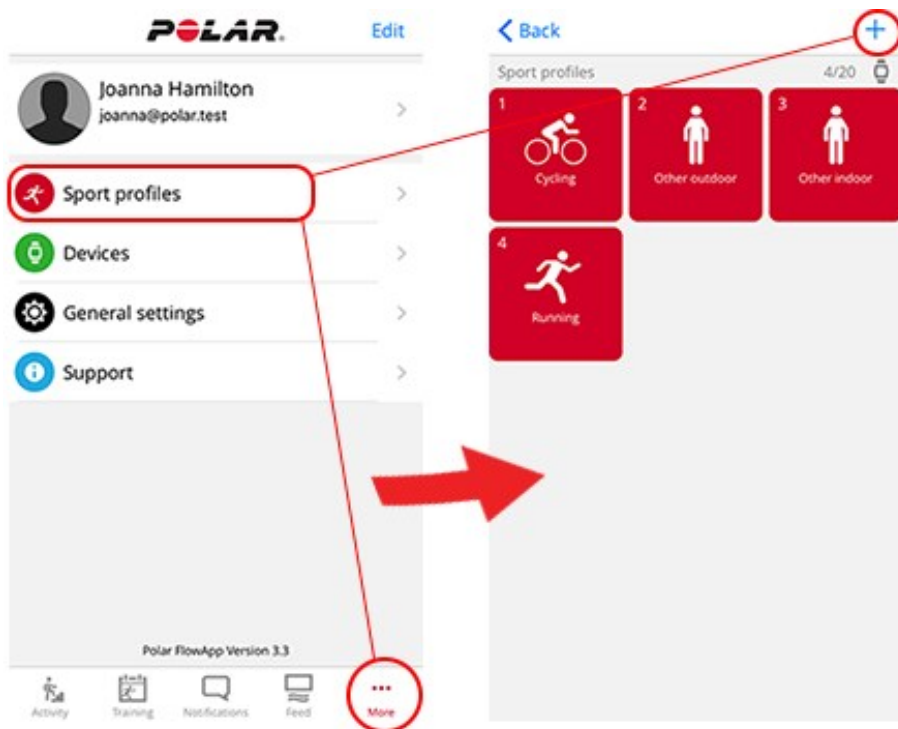 POLAR.
Edit
Joanna Hamilton
joanna@polar.test
Sport profiles
Devices
General settings
Support
Polar FlowApp Version 3.3
Activity
Training
Notifications
Feed
More
Back
+
Sport profiles
4/20
1
Cycling
2
Other outdoor
3
Other indoor
4
Running